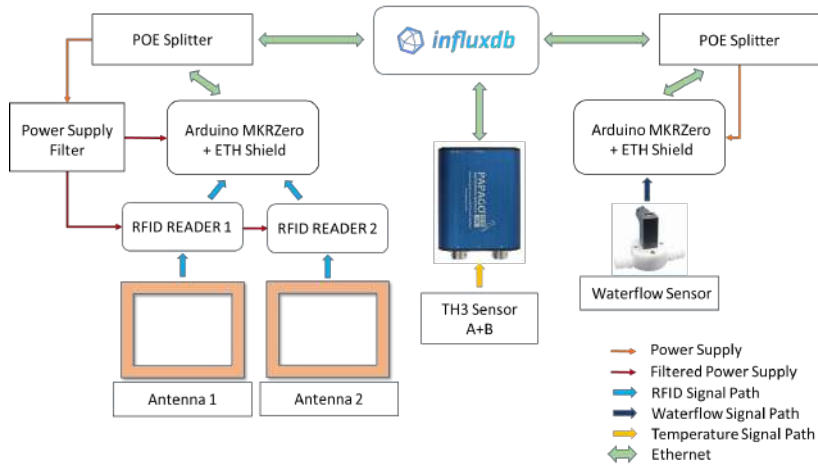 POE Splitter
influxdb
POE Splitter
Power Supply
Filter
Arduino MKRZero
+ ETH Shield
Arduino MKRZero
+ ETH Shield
PAPAGO
RFID READER 1
RFID READER 2
TH3 Sensor
A+B
Waterflow Sensor
Antenna 1
Antenna 2
Power Supply
Filtered Power Supply
RFID Signal Path
Waterflow Signal Path
Temperature Signal Path
Ethernet